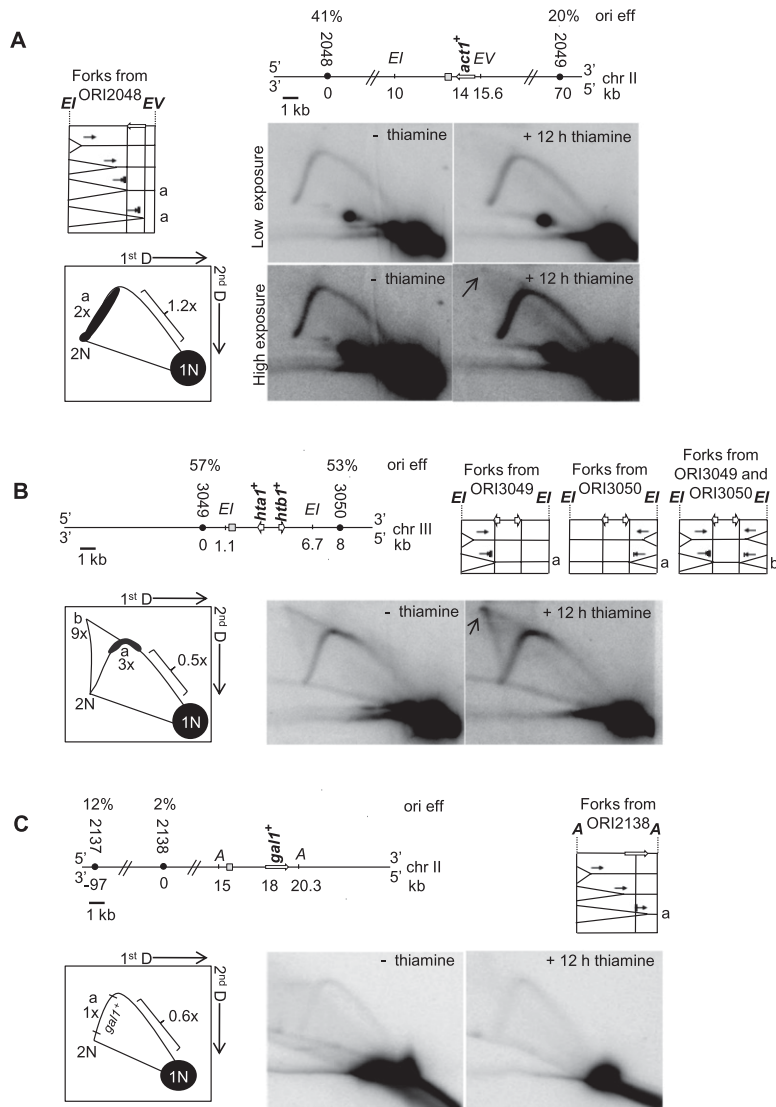 A
41%
20%
ori eff
2048
EI
act1+
EV
2049
5’
3’
3’
5’
chr II
0
10
14
15.6
70
kb
1 kb
Forks from
ORI2048
EI
EV
a
a
- thiamine
+ 12 h thiamine
Low exposure
- thiamine
+ 12 h thiamine
High exposure
1st D
2nd D
a
2x
1.2x
2N
1N
B
57%
53%
ori eff
3049
EI
hta1+
htb1+
EI
3050
5’
3’
3’
5’
chr III
0
1.1
6.7
8
kb
1 kb
Forks from
ORI3049
EI
EI
a
Forks from
ORI3050
EI
a
Forks from
ORI3049 and
ORI3050
EI
EI
b
1st D
2nd D
b
9x
a
3x
0.5x
2N
1N
- thiamine
+ 12 h thiamine
C
12%
2%
ori eff
2137
2138
A
gal1+
A
5’
3’
3’
5’
chr II
-97
0
15
18
20.3
kb
1 kb
Forks from
ORI2138
A
A
a
1st D
2nd D
a
1x
gal1+
0.6x
2N
1N
- thiamine
+ 12 h thiamine